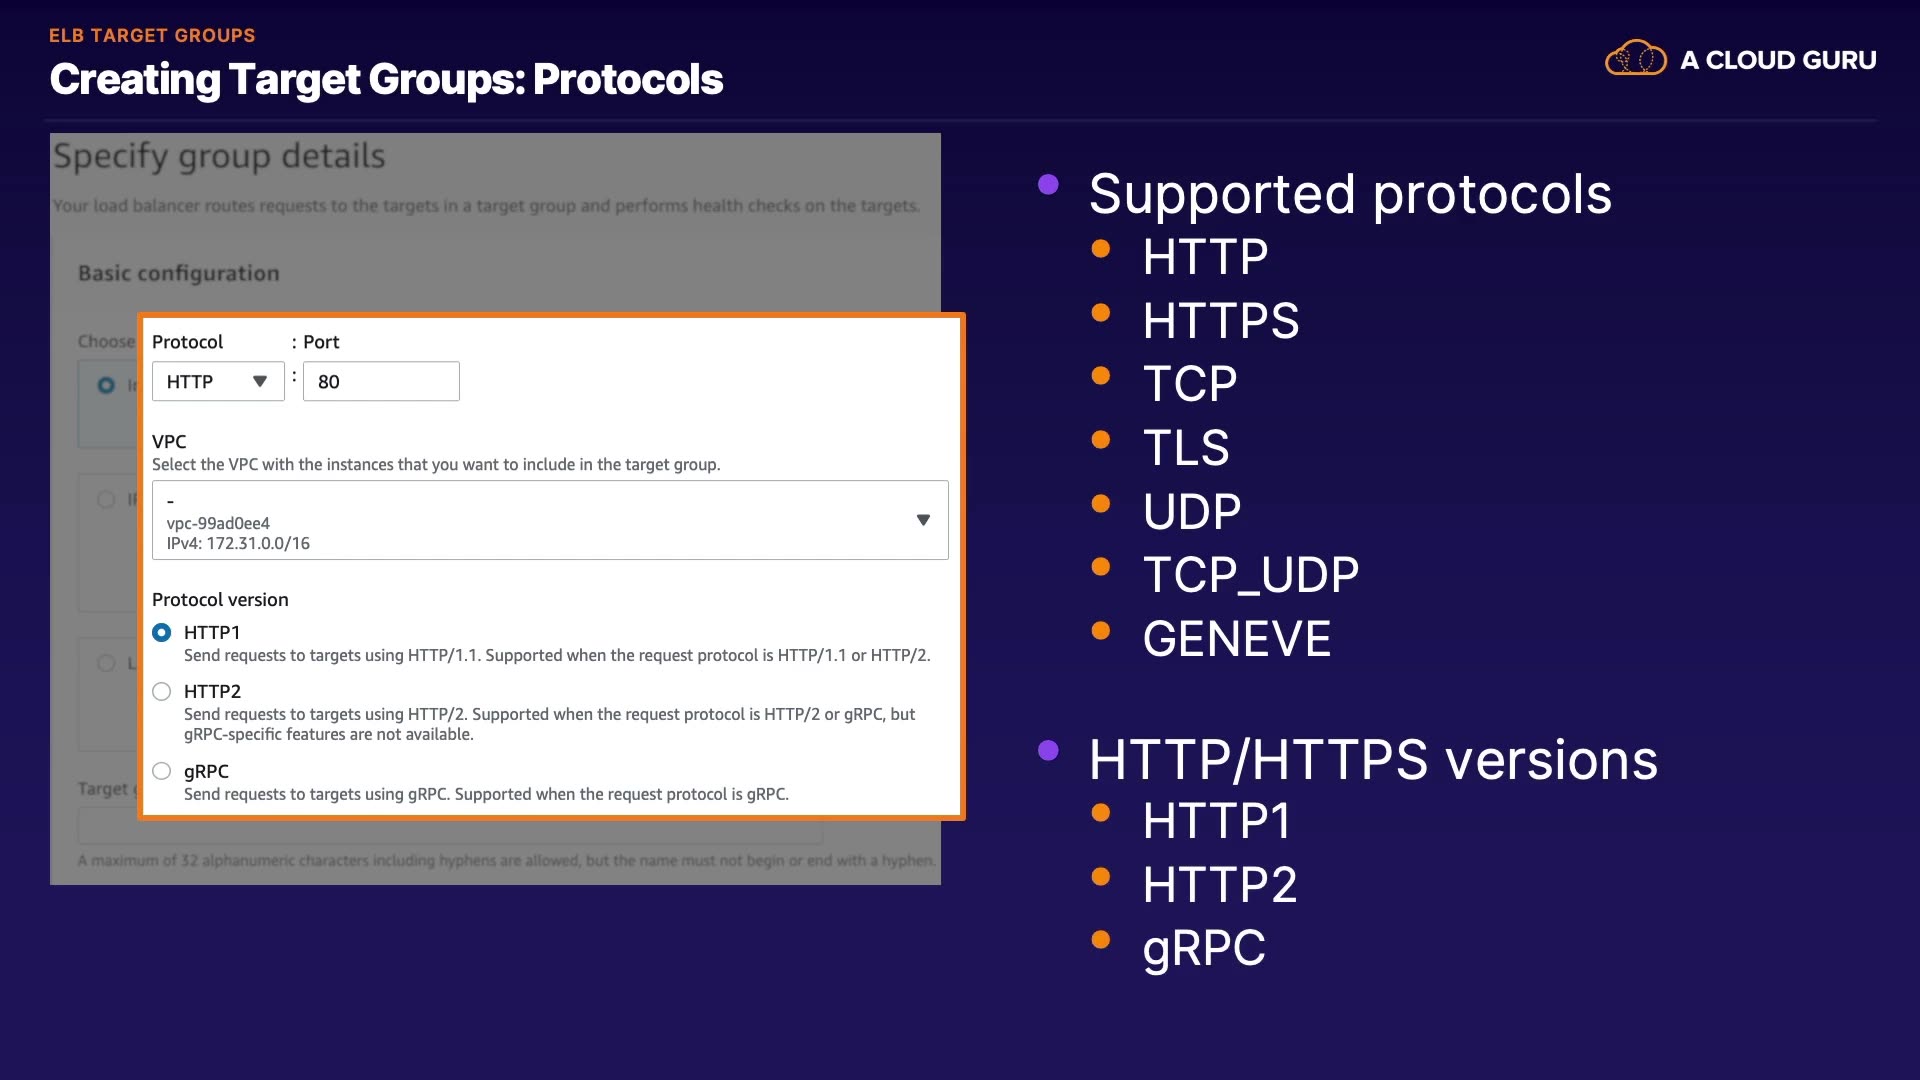 ELB TARGET GROUPS
Creating Target Groups: Protocols
A CLOUD GURU
Specify group details
Your load balancer routes requests to the targets in a target group and performs health checks on the targets.
Basic configuration
Choose
Protocol : Port
HTTP : 80
VPC
Select the VPC with the instances that you want to include in the target group.
-
vpc-99ad0ee4
IPv4: 172.31.0.0/16
Protocol version
HTTP1
Send requests to targets using HTTP/1.1. Supported when the request protocol is HTTP/1.1 or HTTP/2.
HTTP2
Send requests to targets using HTTP/2. Supported when the request protocol is HTTP/2 or gRPC, but
gRPC-specific features are not available.
gRPC
Send requests to targets using gRPC. Supported when the request protocol is gRPC.
Target
A maximum of 32 alphanumeric characters including hyphens are allowed, but the name must not begin or end with a hyphen.
Supported protocols
HTTP
HTTPS
TCP
TLS
UDP
TCP_UDP
GENEVE
HTTP/HTTPS versions
HTTP1
HTTP2
gRPC